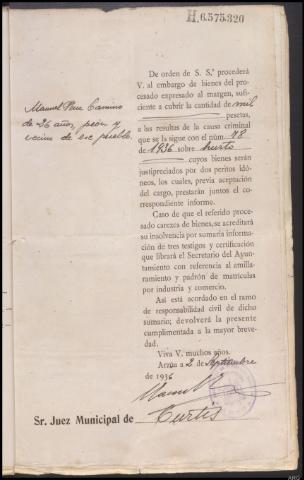 H.6.575.320
De orden de S. S.ª procederá
V. al embargo de bienes del pro-
cesado expresado al margen, sufi-
ciente a cubrir la cantidad de mil
pesetas,
a las resultas de la causa criminal
que se la sigue con el núm. 78
de 1936 sobre hurto
cuyos bienes serán
justipreciados por dos peritos idó-
neos, los cuales, previa aceptación
del cargo, prestarán juntos el co-
rrespondiente informe.
Caso de que el referido proce-
sado carezca de bienes, se acreditará
su insolvencia por sumaria informa-
ción de tres testigos y certificación
que librará el Secretario del Ayun-
tamiento con referencia al amilla-
ramiento y padrón de matrículas
por industria y comercio.
Así está acordado en el ramo
de responsabilidad civil de dicho
sumario; devolverá la presente
cumplimentada a la mayor breve-
dad.
Viva V. muchos años.
Arzúa a 2 de Septiembre
de 1936
Manuel
Sr. Juez Municipal de Curtis
Manuel Camino
de 26 años, peón y
vecino de ese pueblo